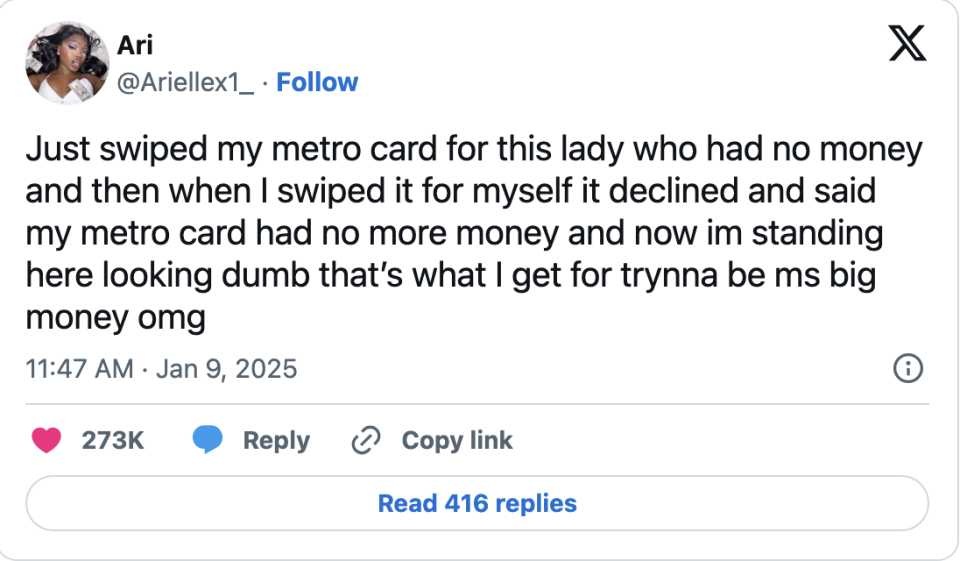 Ari
@Ariellex1_ · Follow
Just swiped my metro card for this lady who had no money
and then when I swiped it for myself it declined and said
my metro card had no more money and now im standing
here looking dumb that’s what I get for trynna be ms big
money omg
11:47 AM · Jan 9, 2025
273K Reply Copy link
Read 416 replies